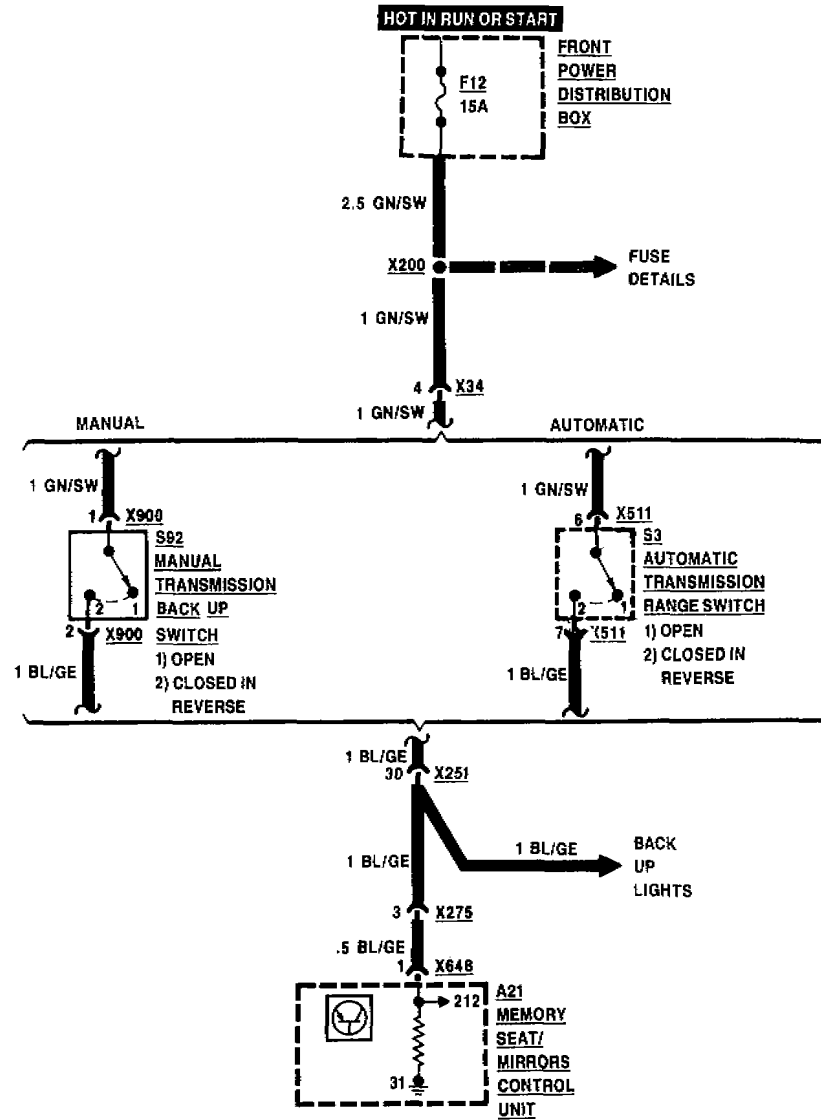 HOT IN RUN OR START
FRONT
POWER
DISTRIBUTION
BOX
F12
15A
2.5 GN/SW
X200
FUSE
DETAILS
1 GN/SW
4 X34
1 GN/SW
MANUAL
AUTOMATIC
1 GN/SW
1 X900
S92
MANUAL
TRANSMISSION
BACK UP
SWITCH
1) OPEN
2) CLOSED IN
REVERSE
2 1
2 X900
1 BL/GE
1 GN/SW
6 X511
S3
AUTOMATIC
TRANSMISSION
RANGE SWITCH
1) OPEN
2) CLOSED IN
REVERSE
2 1
7 X511
1 BL/GE
1 BL/GE
30 X251
1 BL/GE
1 BL/GE
BACK
UP
LIGHTS
3 X275
.5 BL/GE
1 X648
212
31
A21
MEMORY
SEAT/
MIRRORS
CONTROL
UNIT